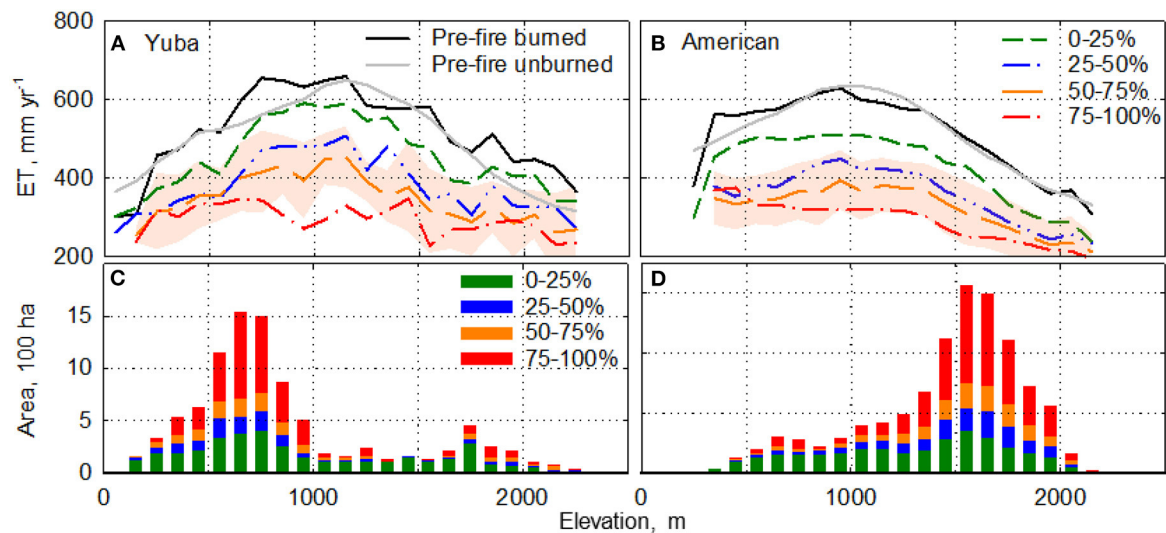 800
600
400
200
ET, mm yr-1
A Yuba
Pre-fire burned
Pre-fire unburned
B American
0-25%
25-50%
50-75%
75-100%
C
0-25%
25-50%
50-75%
75-100%
D
15
10
5
0
Area, 100 ha
0 1000 2000 0 1000 2000
Elevation, m